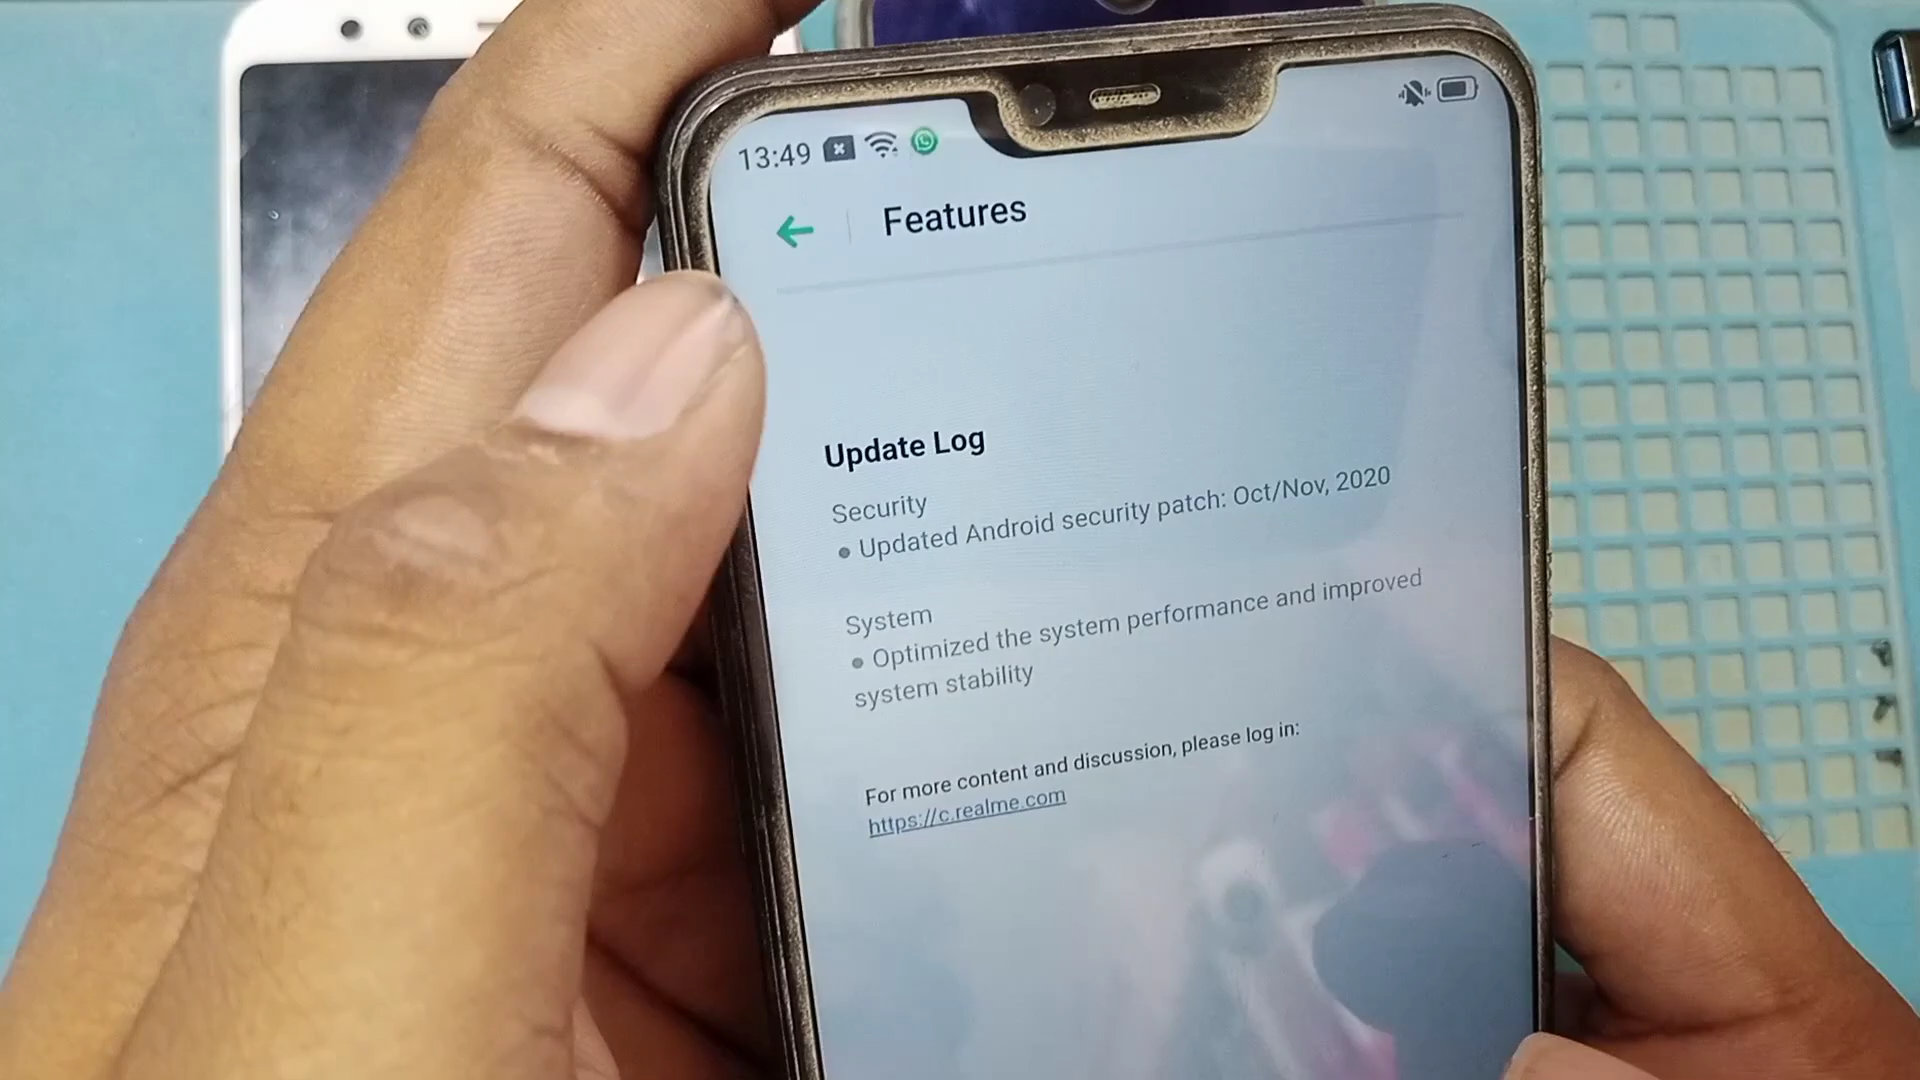 13:49
Features
Update Log
Security
• Updated Android security patch: Oct/Nov, 2020
System
• Optimized the system performance and improved
system stability
For more content and discussion, please log in:
https://c.realme.com